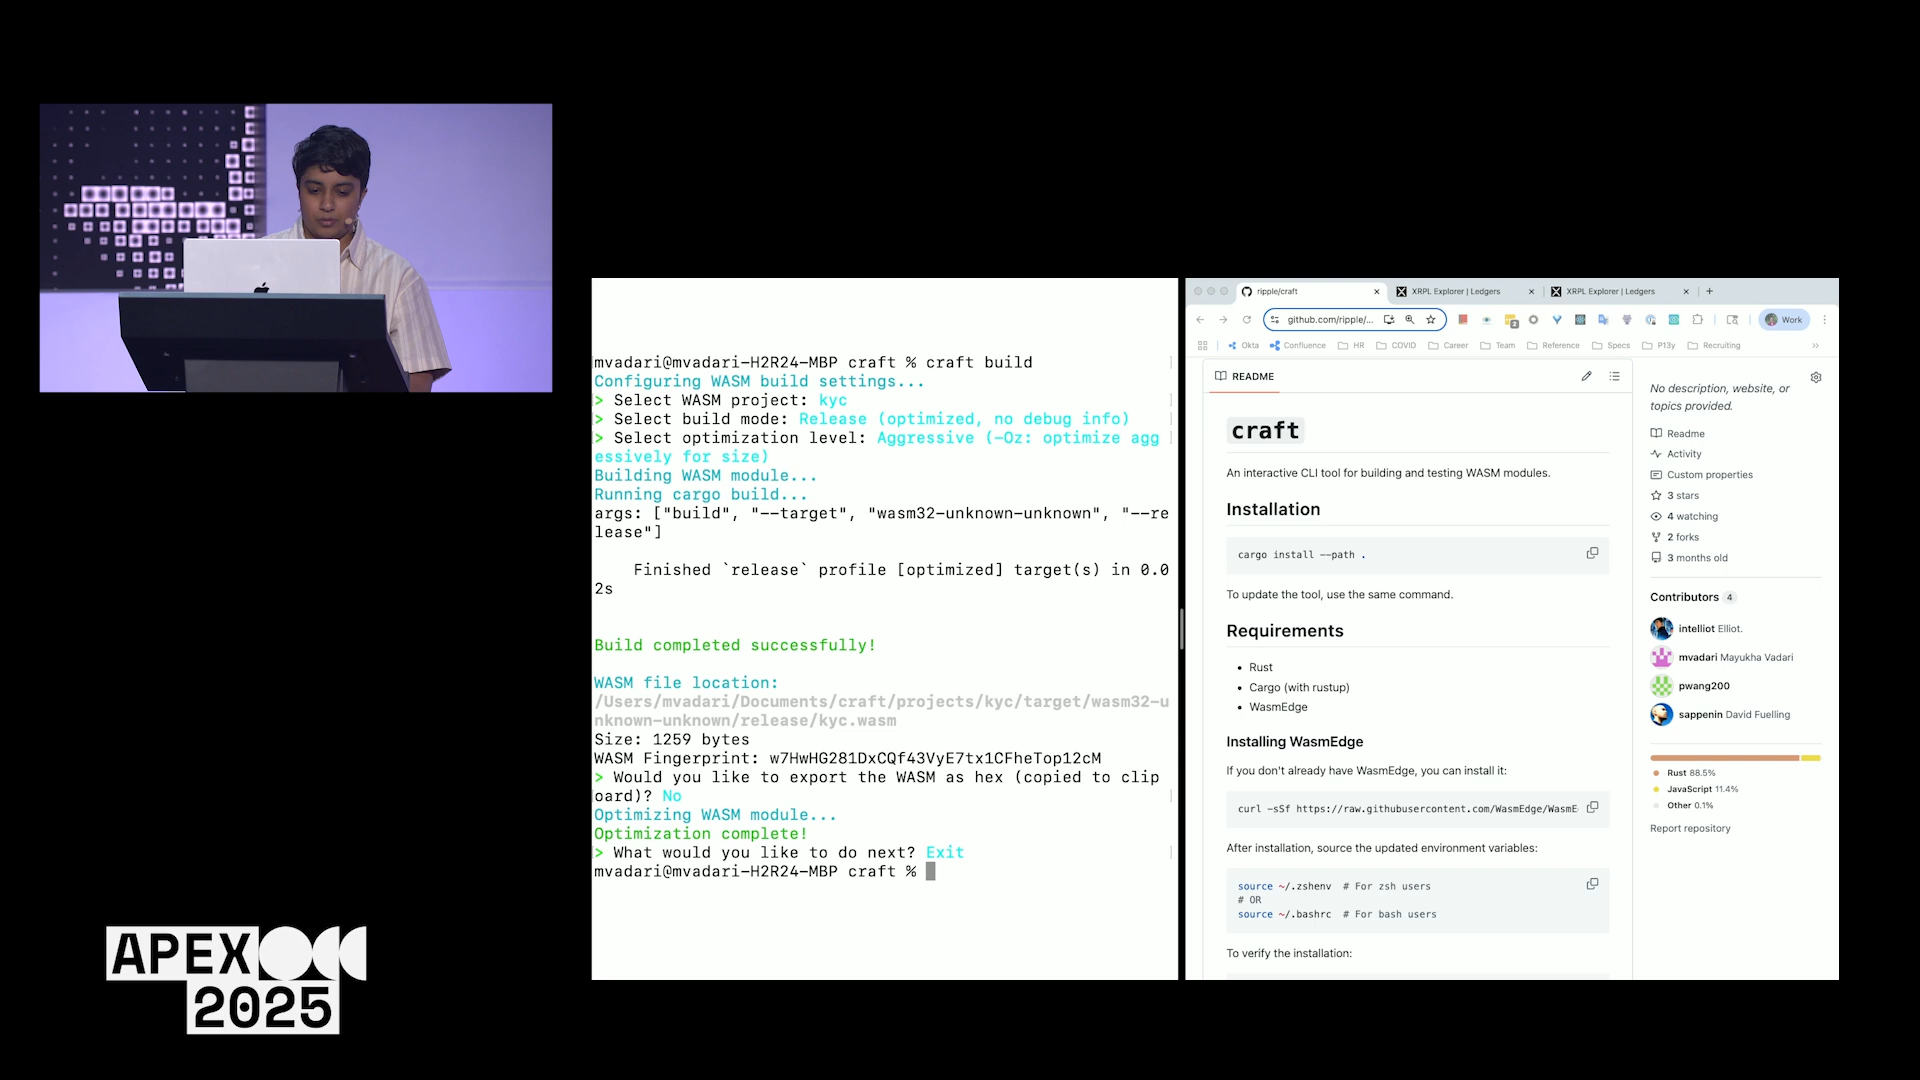 mvadari@mvadari-H2R24-MBP craft % craft build
Configuring WASM build settings...
> Select WASM project: kyc
> Select build mode: Release (optimized, no debug info)
> Select optimization level: Aggressive (-Oz: optimize agg
essively for size)
Building WASM module...
Running cargo build...
args: ["build", "--target", "wasm32-unknown-unknown", "--re
lease"]
Finished `release` profile [optimized] target(s) in 0.0
2s
Build completed successfully!
WASM file location:
/Users/mvadari/Documents/craft/projects/kyc/target/wasm32-u
nknown-unknown/release/kyc.wasm
Size: 1259 bytes
WASM Fingerprint: w7HwHG281DxCQf43VyE7tx1CFheTop12cM
> Would you like to export the WASM as hex (copied to clip
oard)? No
Optimizing WASM module...
Optimization complete!
> What would you like to do next? Exit
mvadari@mvadari-H2R24-MBP craft %
ripple/craft
XRPL Explorer | Ledgers
XRPL Explorer | Ledgers
github.com/ripple/...
2
Work
Okta
Confluence
HR
COVID
Career
Team
Reference
Specs
P13y
Recruiting
README
craft
An interactive CLI tool for building and testing WASM modules.
Installation
cargo install --path .
To update the tool, use the same command.
Requirements
• Rust
• Cargo (with rustup)
• WasmEdge
Installing WasmEdge
If you don't already have WasmEdge, you can install it:
curl -sSf https://raw.githubusercontent.com/WasmEdge/WasmE
After installation, source the updated environment variables:
source ~/.zshenv # For zsh users
# OR
source ~/.bashrc # For bash users
To verify the installation:
No description, website, or
topics provided.
Readme
Activity
Custom properties
3 stars
4 watching
2 forks
3 months old
Contributors 4
intelliot Elliot.
mvadari Mayukha Vadari
pwang200
sappenin David Fuelling
Rust 88.5%
JavaScript 11.4%
Other 0.1%
Report repository
APEX
2025